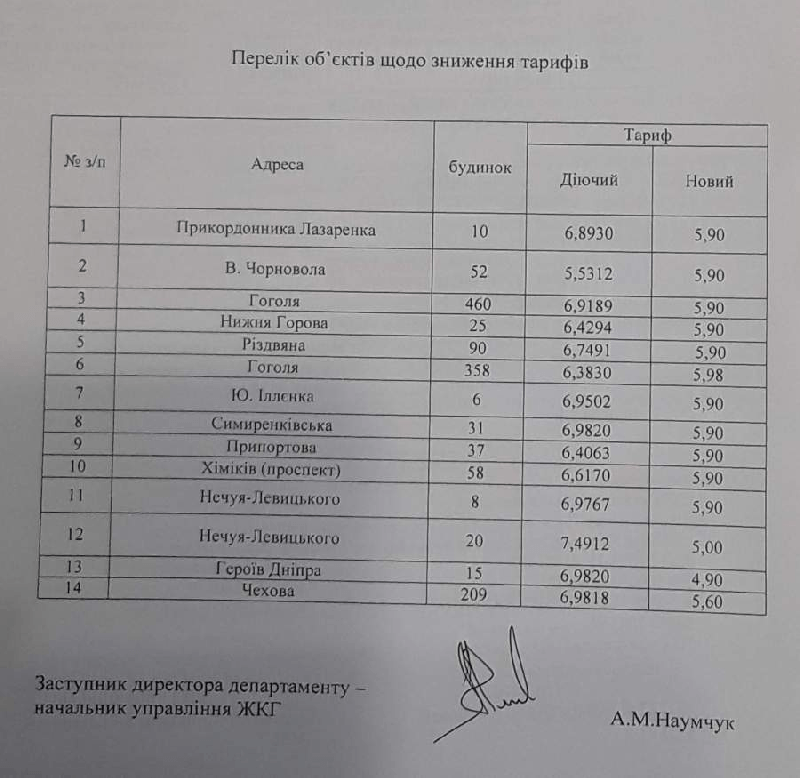 Перелік об’єктів щодо зниження тарифів
№ з/п Адреса будинок Тариф
Діючий Новий
1 Прикордонника Лазаренка 10 6,8930 5,90
2 В. Чорновола 52 5,5312 5,90
3 Гоголя 460 6,9189 5,90
4 Нижня Горова 25 6,4294 5,90
5 Різдвяна 90 6,7491 5,90
6 Гоголя 358 6,3830 5,98
7 Ю. Іллєнка 6 6,9502 5,90
8 Симиренківська 31 6,9820 5,90
9 Припортова 37 6,4063 5,90
10 Хіміків (проспект) 58 6,6170 5,90
11 Нечуя-Левицького 8 6,9767 5,90
12 Нечуя-Левицького 20 7,4912 5,00
13 Героїв Дніпра 15 6,9820 4,90
14 Чехова 209 6,9818 5,60
Заступник директора департаменту –
начальник управління ЖКГ
А.М.Наумчук